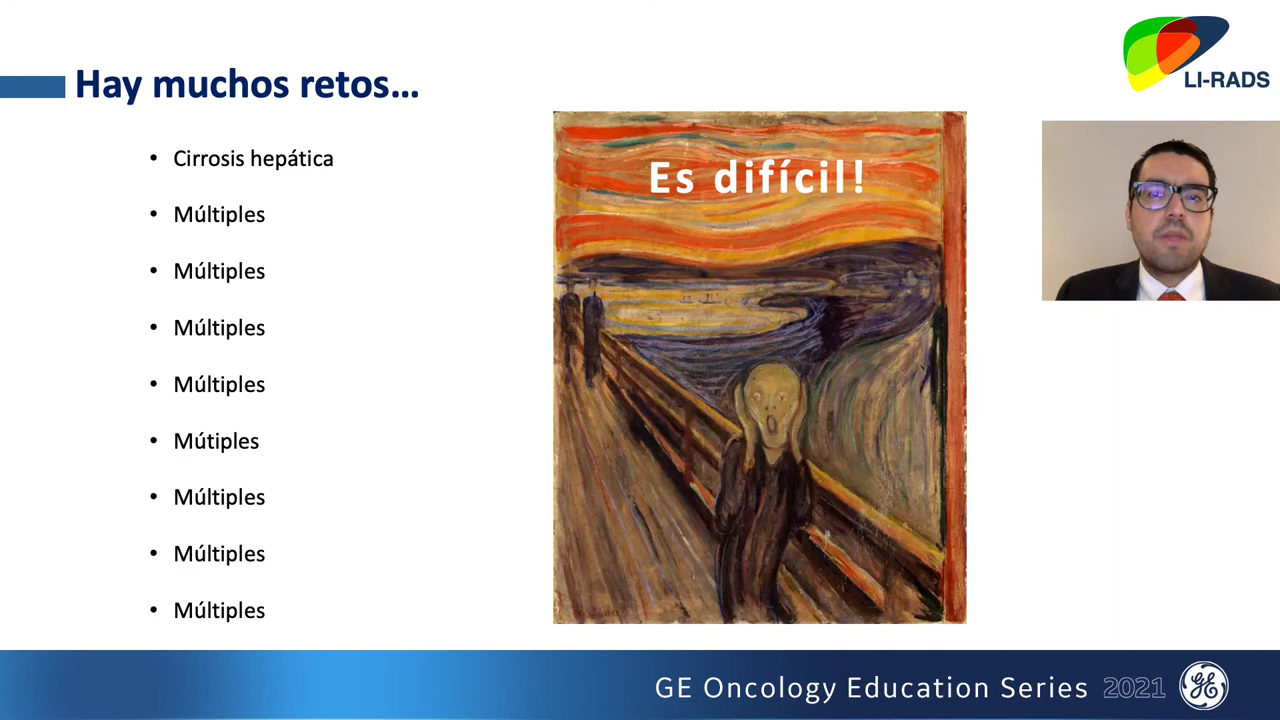 Hay muchos retos...
LI-RADS
• Cirrosis hepática
• Múltiples
• Múltiples
• Múltiples
• Múltiples
• Mútiples
• Múltiples
• Múltiples
• Múltiples
Es difícil!
GE Oncology Education Series 2021
GE